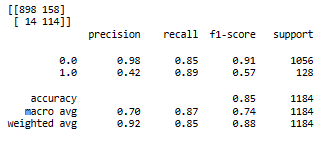 [[898 158]
[ 14 114]]
precision recall f1-score support
0.0 0.98 0.85 0.91 1056
1.0 0.42 0.89 0.57 128
accuracy 0.85 1184
macro avg 0.70 0.87 0.74 1184
weighted avg 0.92 0.85 0.88 1184